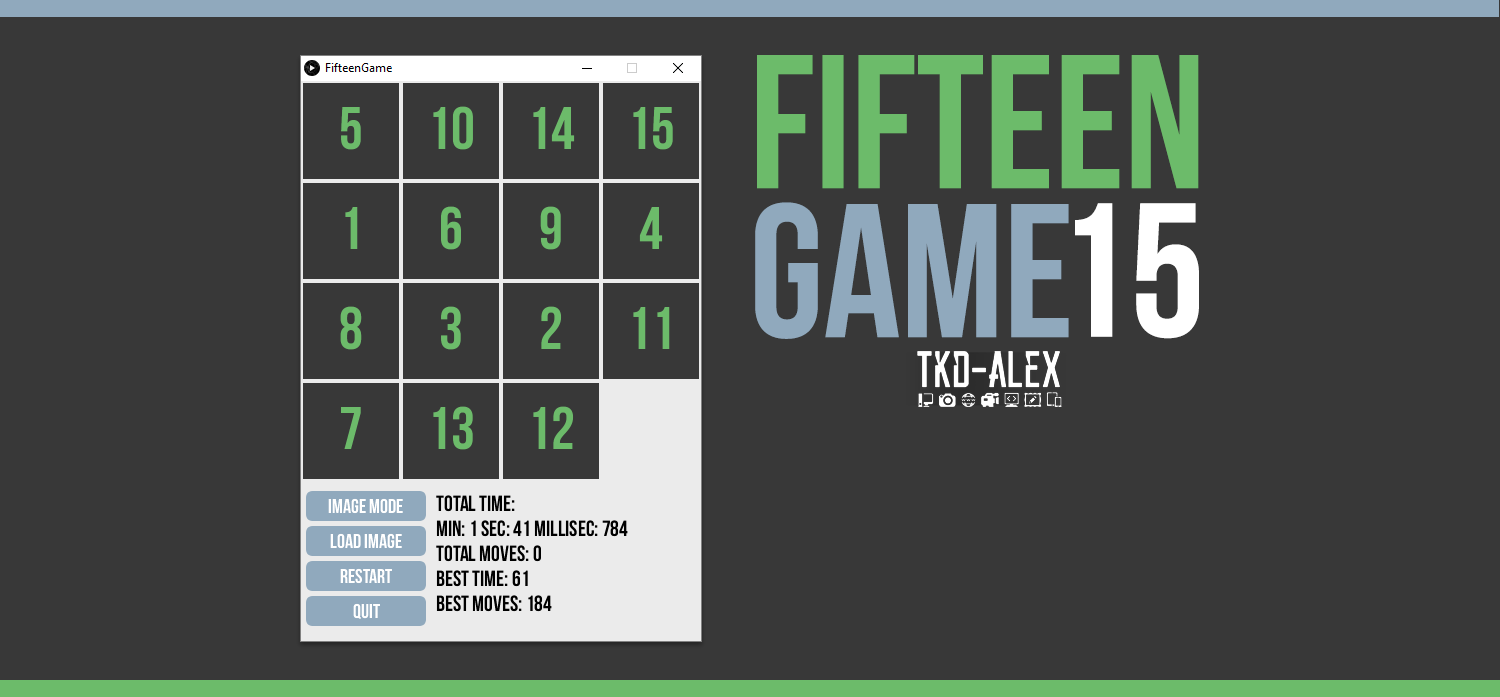 FifteenGame
5 10 14 15
1 6 9 4
8 3 2 11
7 13 12
IMAGE MODE
LOAD IMAGE
RESTART
QUIT
TOTAL TIME:
MIN: 1 SEC: 41 MILLISEC: 784
TOTAL MOVES: 0
BEST TIME: 61
BEST MOVES: 184
FIFTEEN
GAME15
TKD-ALEX